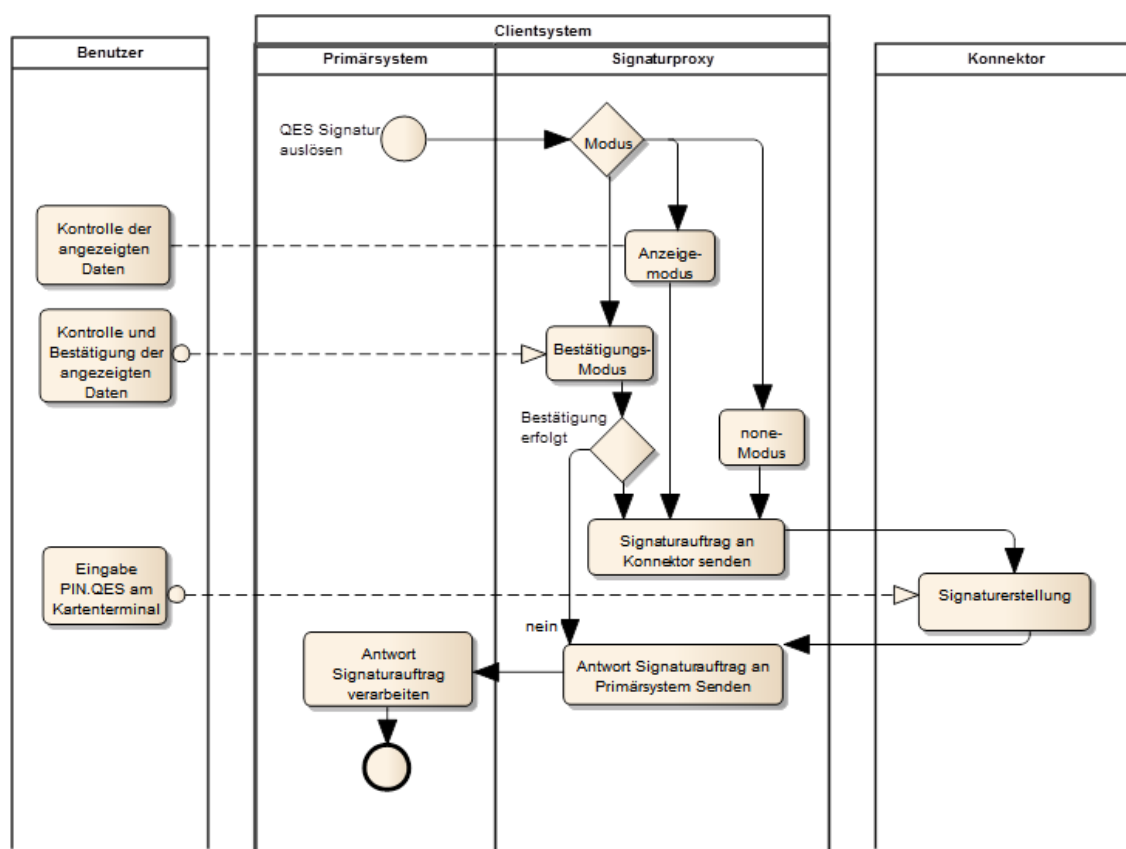 Clientsystem
Benutzer
Primärsystem
Signaturproxy
Konnektor
QES Signatur
auslösen
Modus
Kontrolle der
angezeigten
Daten
Anzeige-
modus
Kontrolle und
Bestätigung der
angezeigten
Daten
Bestätigungs-
Modus
Bestätigung
erfolgt
none-
Modus
Signaturauftrag an
Konnektor senden
Eingabe
PIN.QES am
Kartenterminal
Signaturerstellung
nein
Antwort
Signaturauftrag
verarbeiten
Antwort Signaturauftrag an
Primärsystem Senden